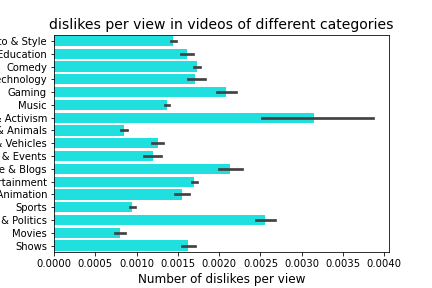 dislikes per view in videos of different categories
to & Style
Education
Comedy
echnology
Gaming
Music
& Activism
& Animals
& Vehicles
& Events
e & Blogs
ertainment
Animation
Sports
& Politics
Movies
Shows
0.0000 0.0005 0.0010 0.0015 0.0020 0.0025 0.0030 0.0035 0.0040
Number of dislikes per view